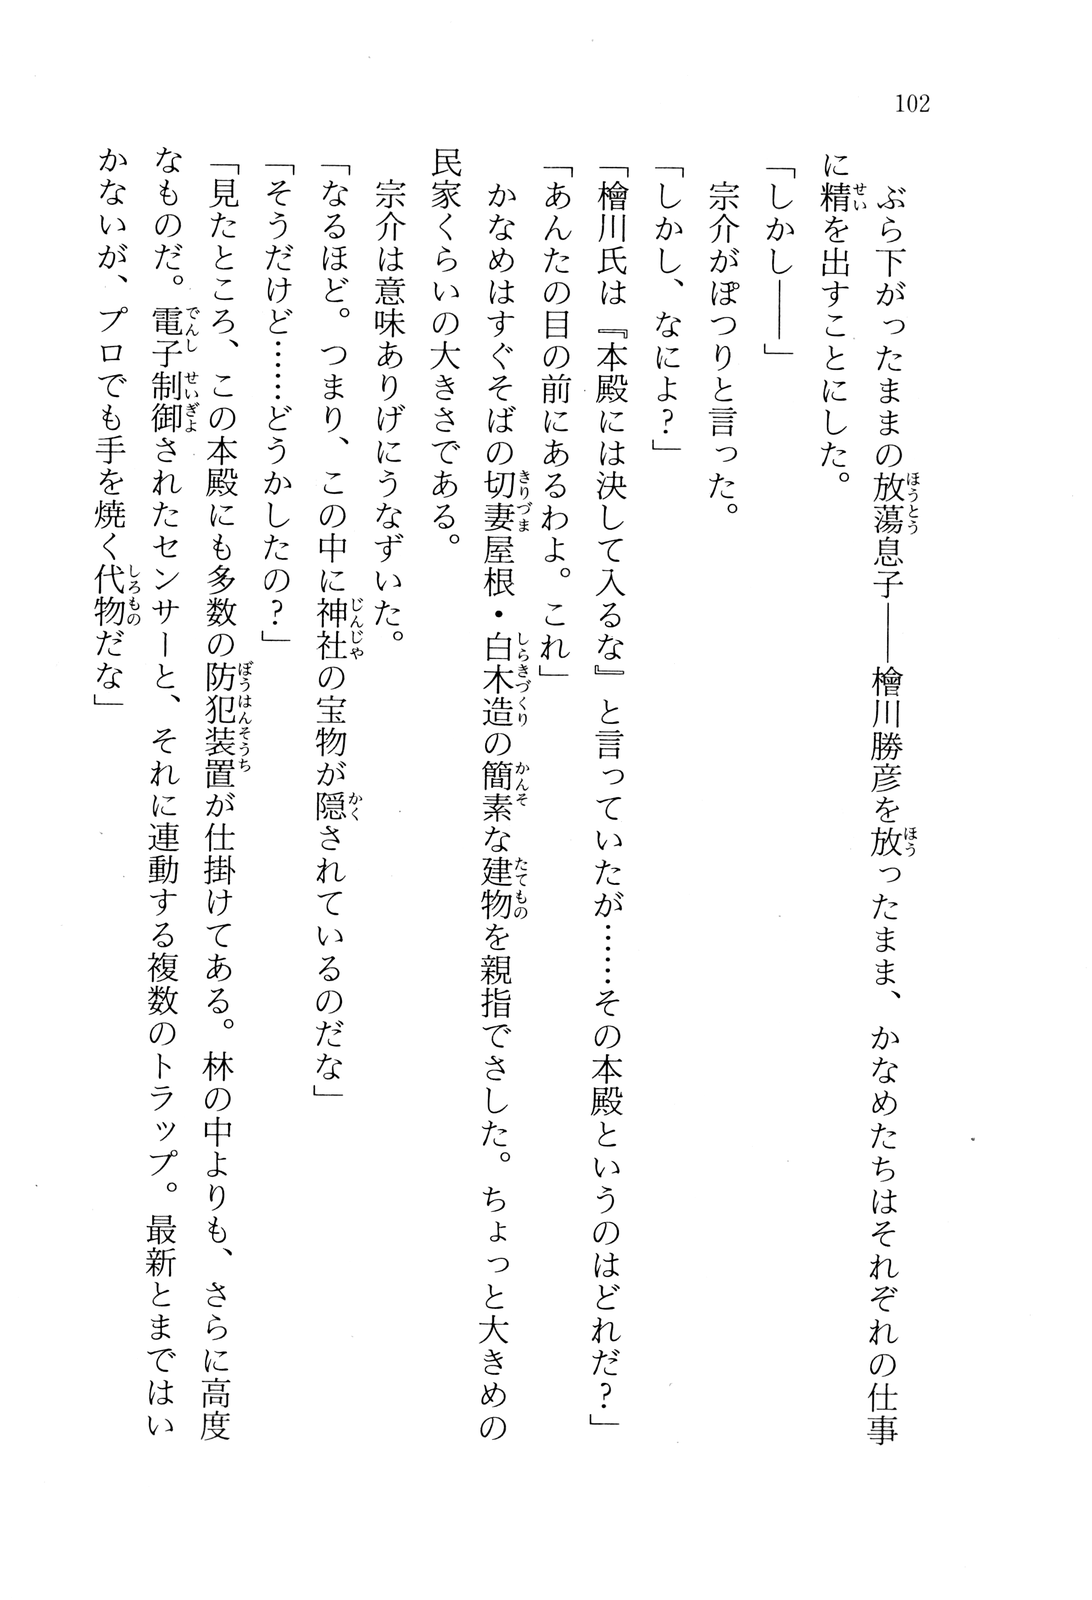 102
ぶら下がったままの放蕩息子――檜川勝彦を放ったまま、かなめたちはそれぞれの仕事
に精を出すことにした。
「しかし――」
宗介がぽつりと言った。
「しかし、なによ？」
「檜川氏は『本殿には決して入るな』と言っていたが……その本殿というのはどれだ？」
「あんたの目の前にあるわよ。これ」
かなめはすぐそばの切妻屋根・白木造の簡素な建物を親指でさした。ちょっと大きめの
民家くらいの大きさである。
宗介は意味ありげにうなずいた。
「なるほど。つまり、この中に神社の宝物が隠されているのだな」
「そうだけど……どうかしたの？」
「見たところ、この本殿にも多数の防犯装置が仕掛けてある。林の中よりも、さらに高度
なものだ。電子制御されたセンサーと、それに連動する複数のトラップ。最新とまではい
かないが、プロでも手を焼く代物だな」